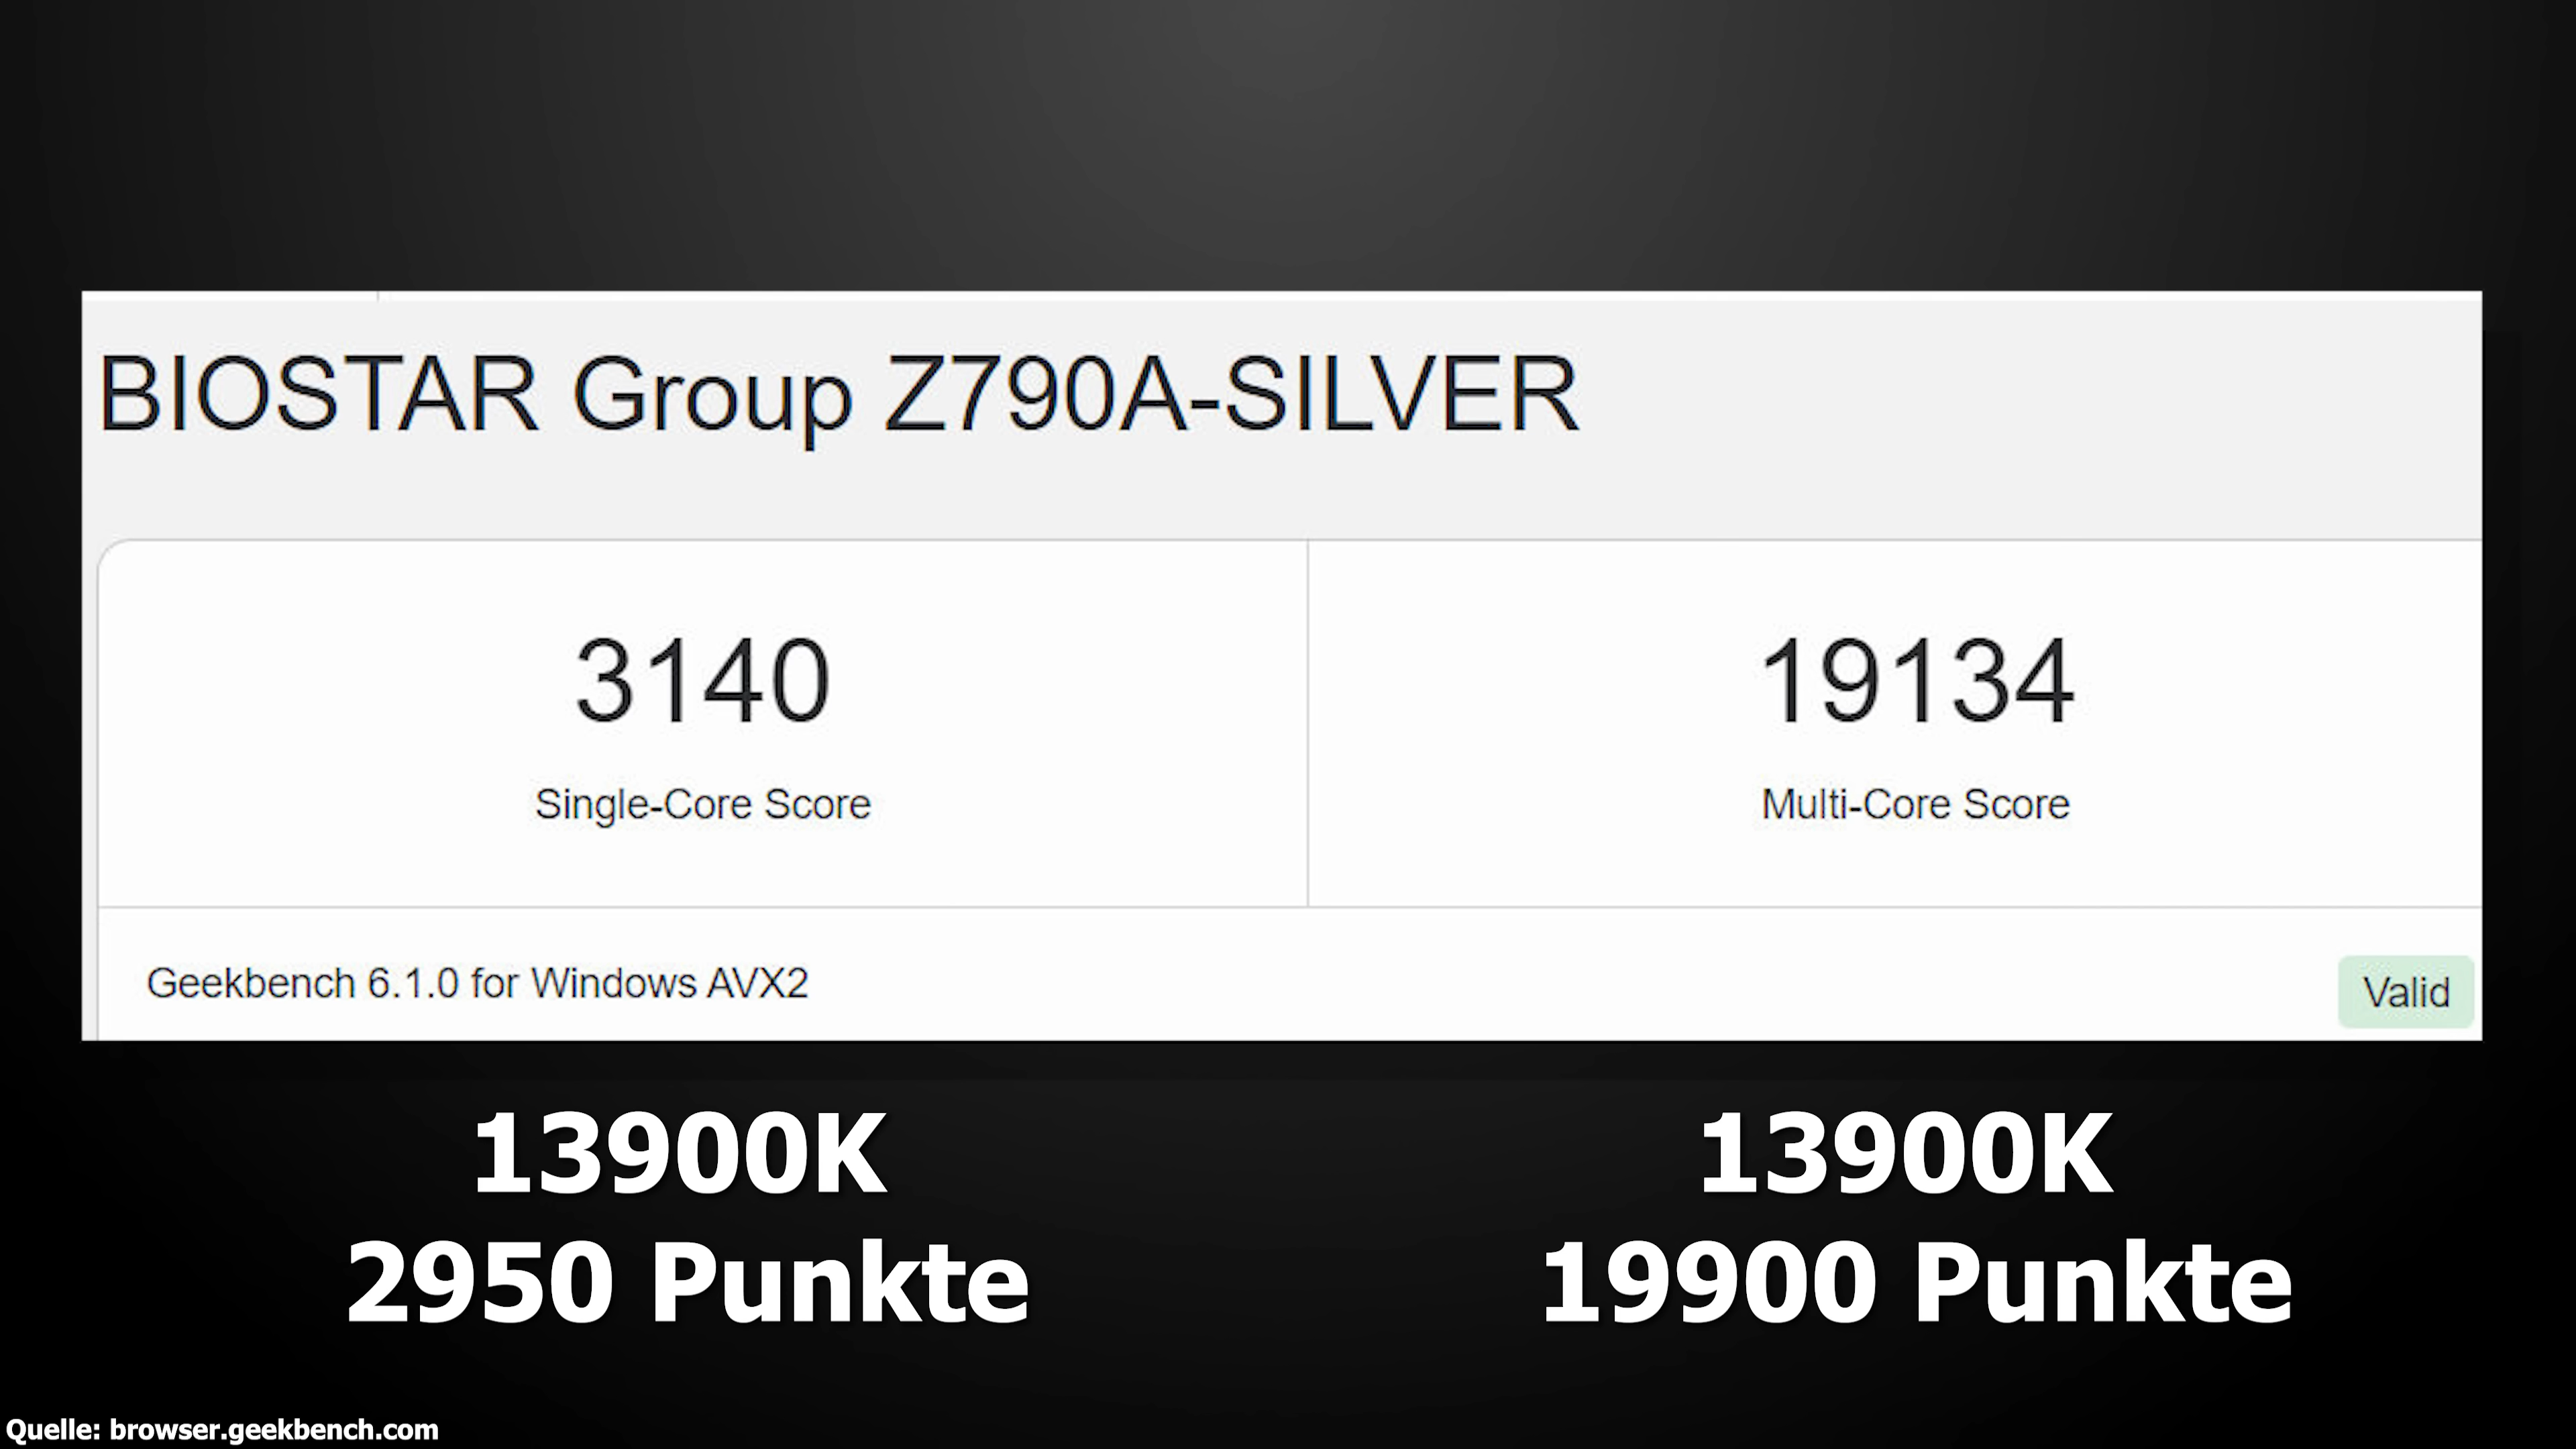 BIOSTAR Group Z790A-SILVER
3140
Single-Core Score
19134
Multi-Core Score
Geekbench 6.1.0 for Windows AVX2
Valid
13900K
2950 Punkte
13900K
19900 Punkte
Quelle: browser.geekbench.com